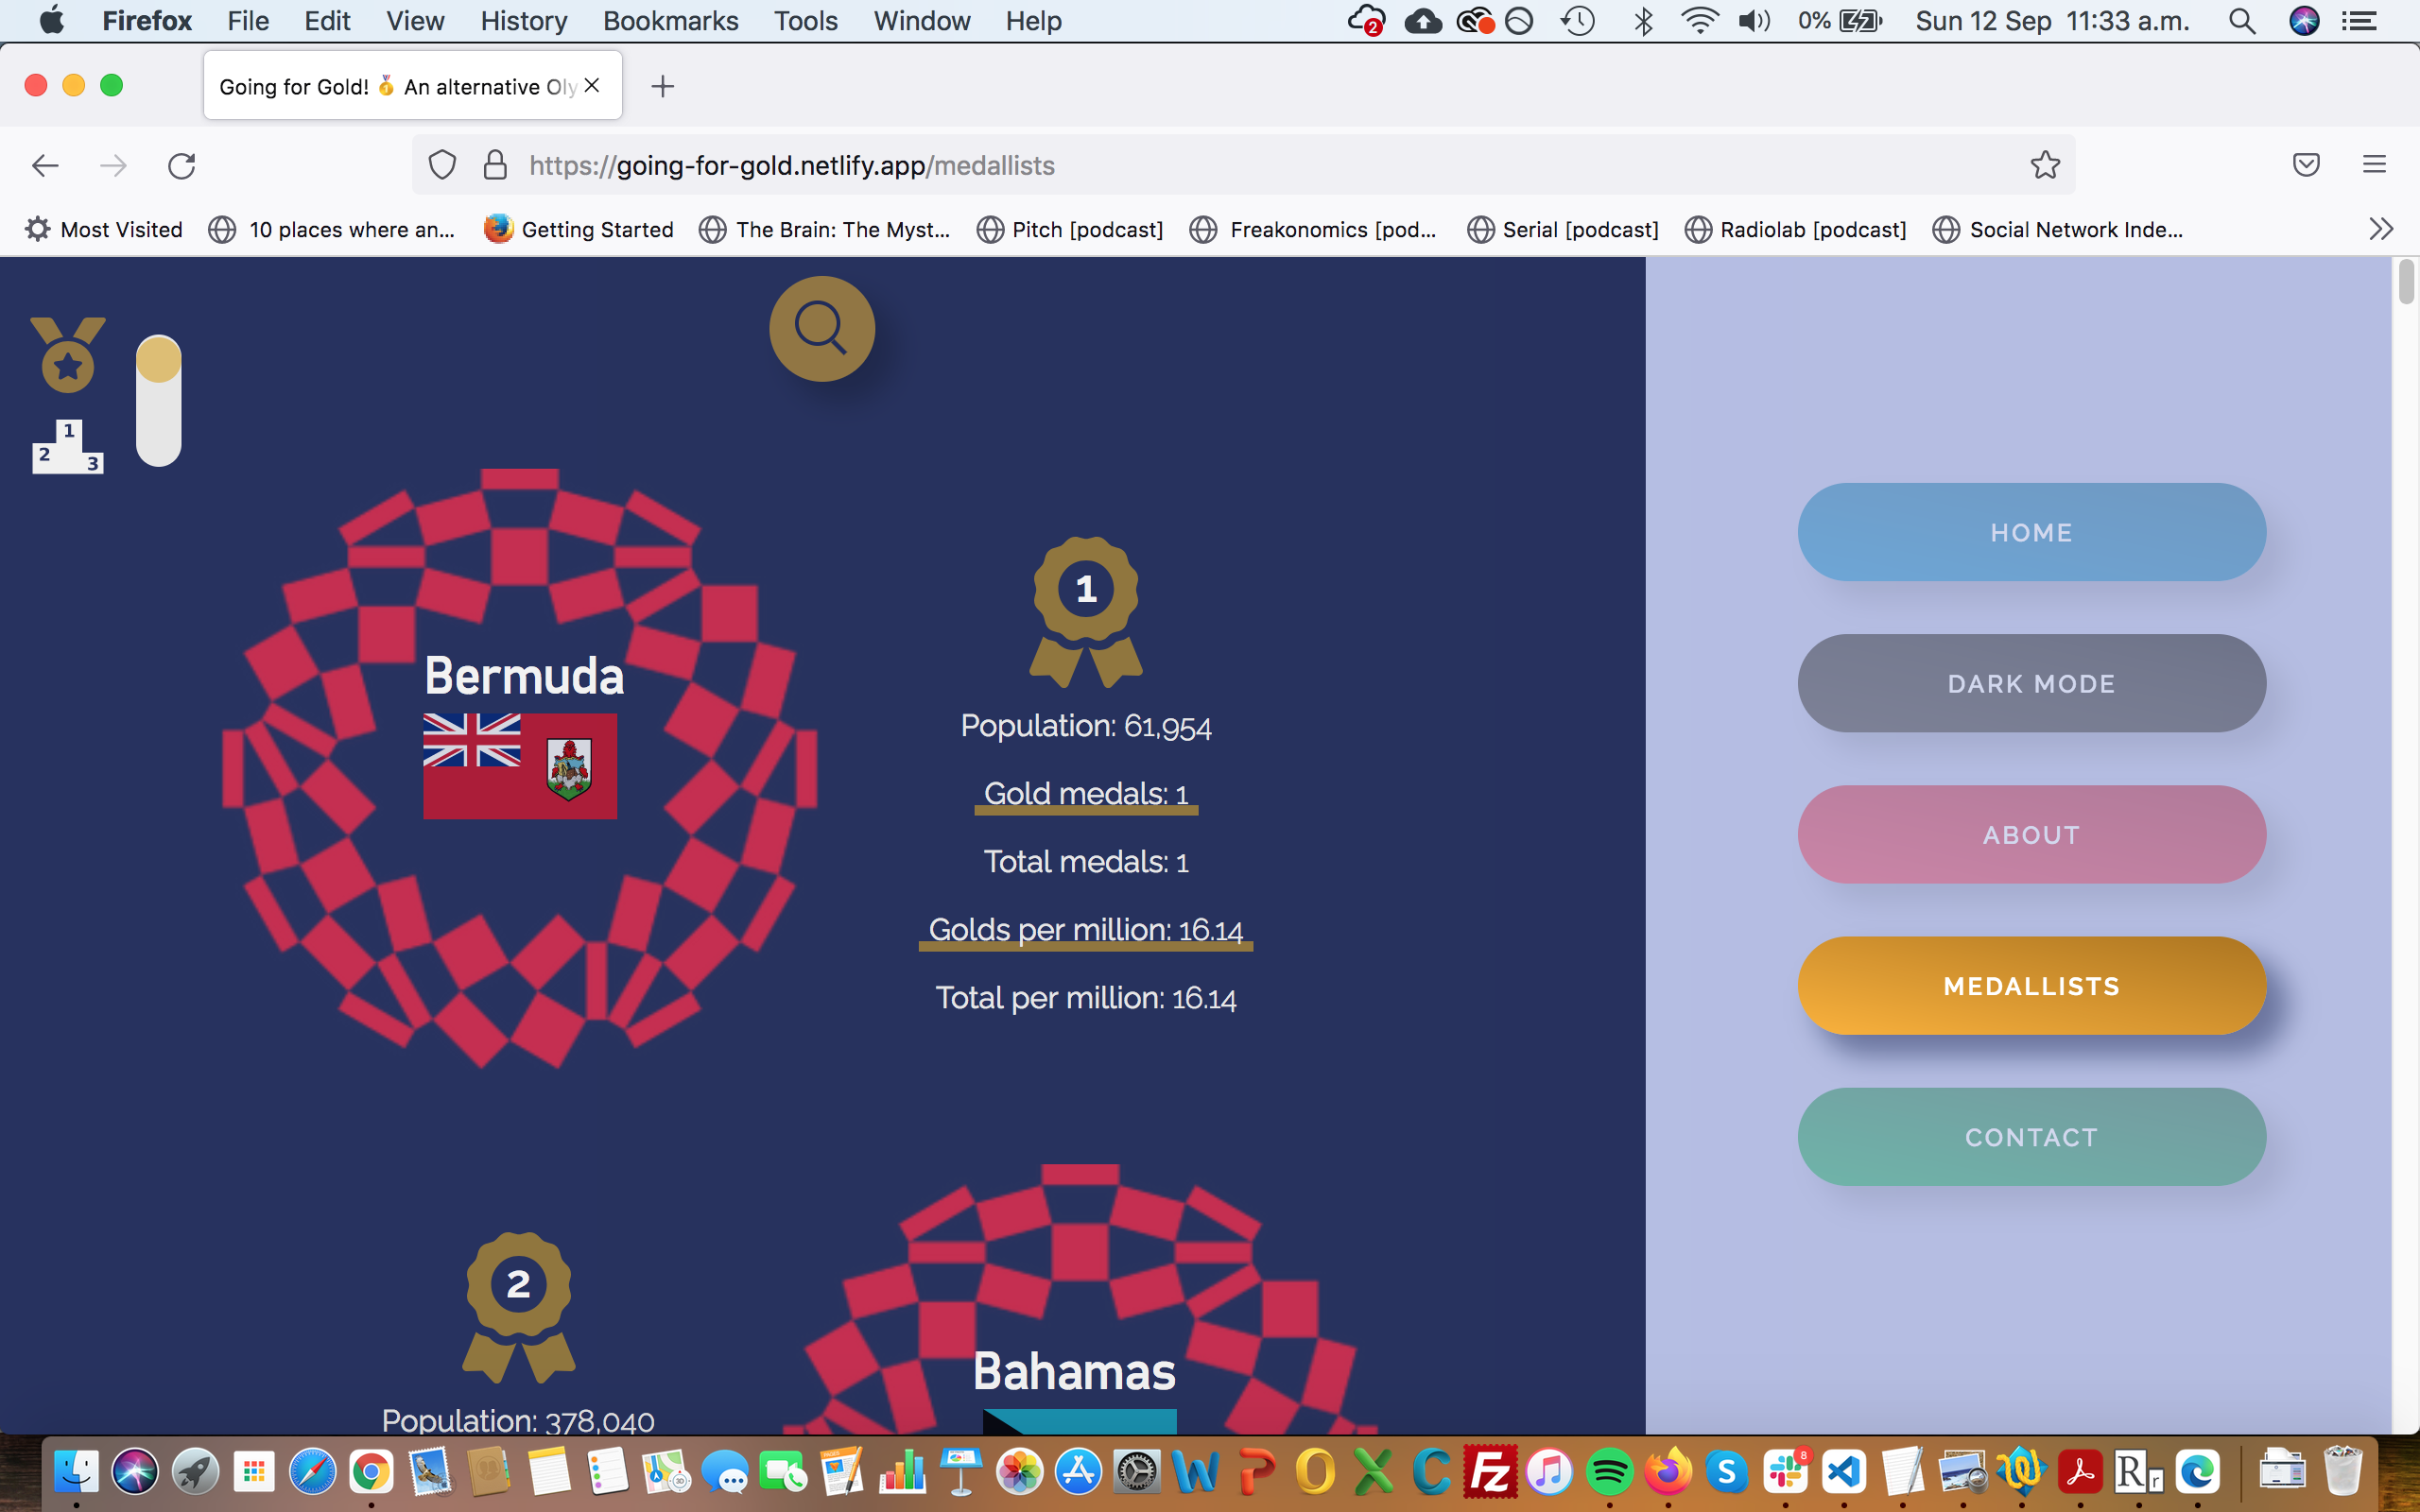 Firefox File Edit View History Bookmarks Tools Window Help 2 0% Sun 12 Sep 11:33 a.m.
Going for Gold! 🏅 An alternative Oly
https://going-for-gold.netlify.app/medallists
Most Visited 10 places where an... Getting Started The Brain: The Myst... Pitch [podcast] Freakonomics [pod... Serial [podcast] Radiolab [podcast] Social Network Inde...
1
2
3
Bermuda
1
Population: 61,954
Gold medals: 1
Total medals: 1
Golds per million: 16.14
Total per million: 16.14
2
Population: 378,040
Bahamas
HOME
DARK MODE
ABOUT
MEDALLISTS
CONTACT
8